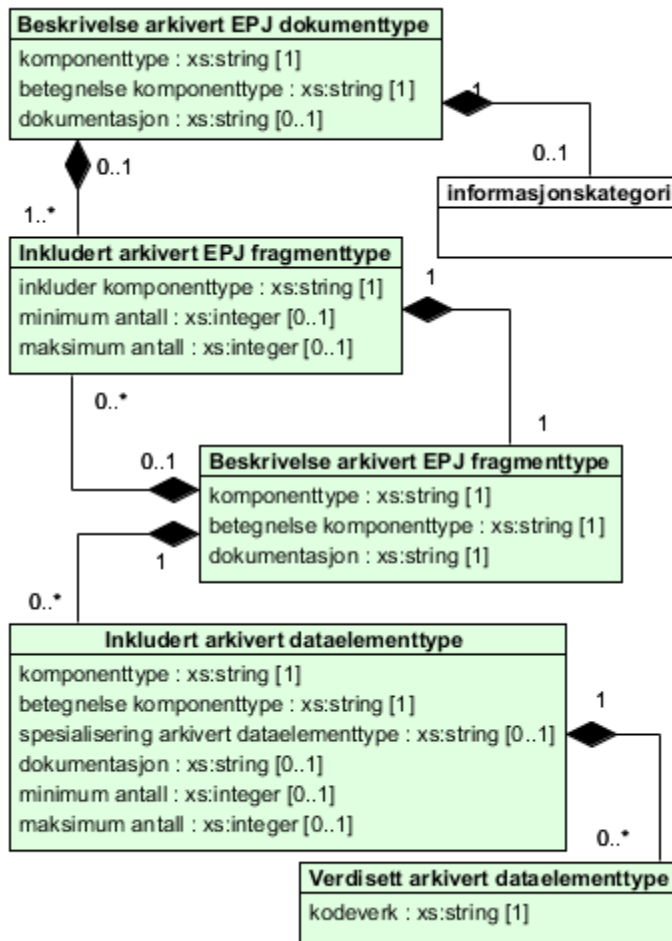 Beskrivelse arkivert EPJ dokumenttype
komponenttype : xs:string [1]
betegnelse komponenttype : xs:string [1]
dokumentasjon : xs:string [0..1]
1
0..1
0..1
1..*
informasjonskategori
Inkludert arkivert EPJ fragmenttype
inkluder komponenttype : xs:string [1]
minimum antall : xs:integer [0..1]
maksimum antall : xs:integer [0..1]
1
0..*
1
0..1
Beskrivelse arkivert EPJ fragmenttype
komponenttype : xs:string [1]
betegnelse komponenttype : xs:string [1]
dokumentasjon : xs:string [1]
1
0..*
Inkludert arkivert dataelementtype
komponenttype : xs:string [1]
betegnelse komponenttype : xs:string [1]
spesialisering arkivert dataelementtype : xs:string [0..1]
dokumentasjon : xs:string [0..1]
minimum antall : xs:integer [0..1]
maksimum antall : xs:integer [0..1]
1
0..*
Verdisett arkivert dataelementtype
kodeverk : xs:string [1]